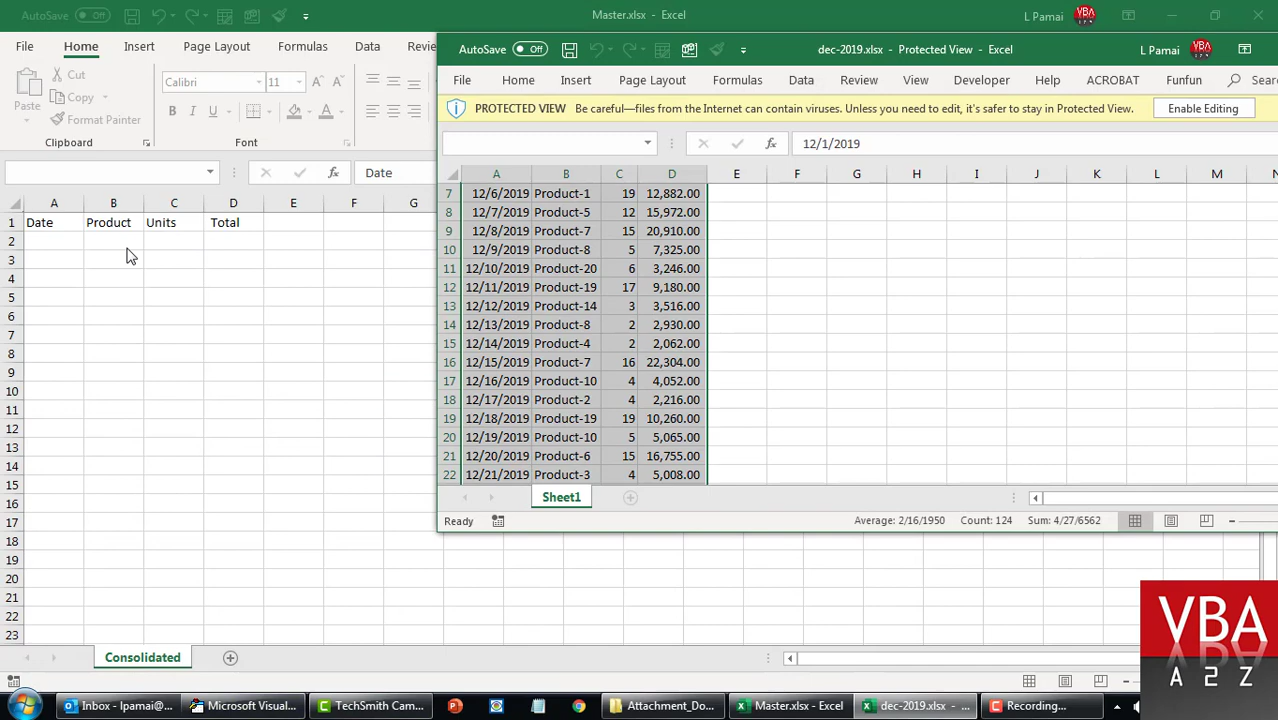 AutoSave Off Master.xlsx - Excel L Pamai
File Home Insert Page Layout Formulas Data
Cut
Copy
Format Painter
Paste
Calibri 11
B I U
Clipboard Font
fx Date
A B C D E F G
1 Date Product Units Total
2
3
4
5
6
7
8
9
10
11
12
13
14
15
16
17
18
19
20
21
22
23
Consolidated
AutoSave Off dec-2019.xlsx - Protected View - Excel L Pamai
File Home Insert Page Layout Formulas Data Review View Developer Help ACROBAT Funfun
PROTECTED VIEW Be careful—files from the Internet can contain viruses. Unless you need to edit, it's safer to stay in Protected View. Enable Editing
fx 12/1/2019
A B C D E F G H I J K L M N
7 12/6/2019 Product-1 19 12,882.00
8 12/7/2019 Product-5 12 15,972.00
9 12/8/2019 Product-7 15 20,910.00
10 12/9/2019 Product-8 5 7,325.00
11 12/10/2019 Product-20 6 3,246.00
12 12/11/2019 Product-19 17 9,180.00
13 12/12/2019 Product-14 3 3,516.00
14 12/13/2019 Product-8 2 2,930.00
15 12/14/2019 Product-4 2 2,062.00
16 12/15/2019 Product-7 16 22,304.00
17 12/16/2019 Product-10 4 4,052.00
18 12/17/2019 Product-2 4 2,216.00
19 12/18/2019 Product-19 19 10,260.00
20 12/19/2019 Product-10 5 5,065.00
21 12/20/2019 Product-6 15 16,755.00
22 12/21/2019 Product-3 4 5,008.00
Sheet1
Ready Average: 2/16/1950 Count: 124 Sum: 4/27/6562
VBA
A 2 Z
Inbox - lpamai@... Microsoft Visual... TechSmith Cam... Attachment_Do... Master.xlsx - Excel dec-2019.xlsx - ... Recording...